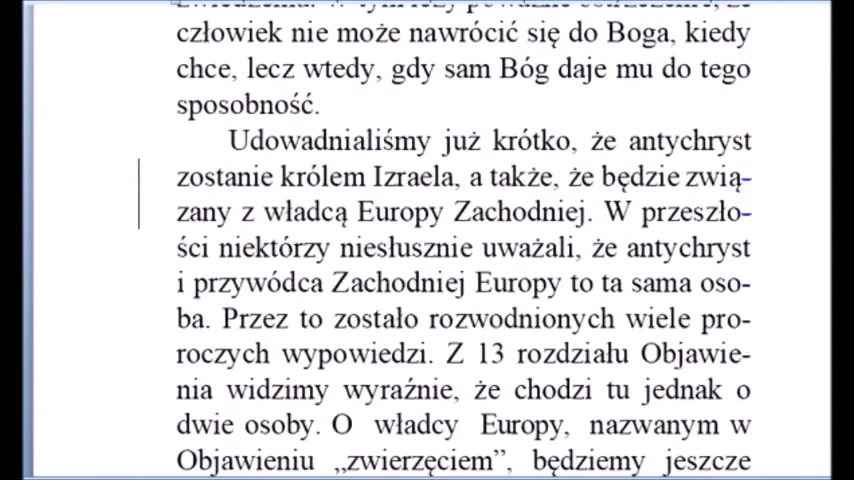 człowiek nie może nawrócić się do Boga, kiedy
chce, lecz wtedy, gdy sam Bóg daje mu do tego
sposobność.
Udowadnialiśmy już krótko, że antychryst
zostanie królem Izraela, a także, że będzie zwią-
zany z władcą Europy Zachodniej. W przeszło-
ści niektórzy niesłusznie uważali, że antychryst
i przywódca Zachodniej Europy to ta sama oso-
ba. Przez to zostało rozwodnionych wiele pro-
roczych wypowiedzi. Z 13 rozdziału Objawie-
nia widzimy wyraźnie, że chodzi tu jednak o
dwie osoby. O władcy Europy, nazwanym w
Objawieniu „zwierzęciem”, będziemy jeszcze